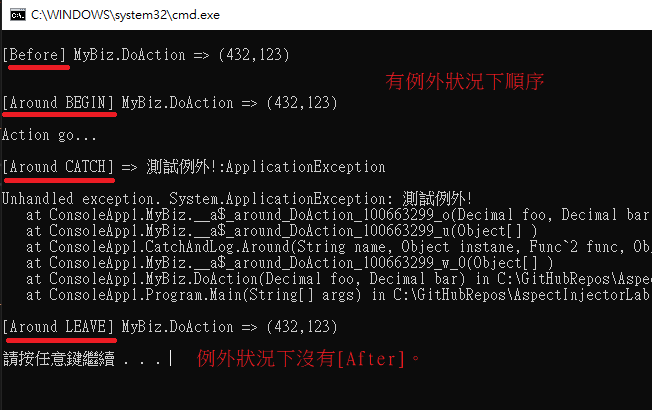 C:\WINDOWS\system32\cmd.exe
[Before] MyBiz.DoAction => (432,123)
有例外狀況下順序
[Around BEGIN] MyBiz.DoAction => (432,123)
Action go...
[Around CATCH] => 測試例外!:ApplicationException
Unhandled exception. System.ApplicationException: 測試例外!
at ConsoleApp1.MyBiz.__a$_around_DoAction_100663299_o(Decimal foo, Decimal bar
at ConsoleApp1.MyBiz.__a$_around_DoAction_100663299_u(Object[] )
at ConsoleApp1.CatchAndLog.Around(String name, Object instane, Func`2 func, Ob
at ConsoleApp1.MyBiz.__a$_around_DoAction_100663299_w_0(Object[] )
at ConsoleApp1.MyBiz.DoAction(Decimal foo, Decimal bar) in C:\GitHubRepos\Aspec
at ConsoleApp1.Program.Main(String[] args) in C:\GitHubRepos\AspectInjectorLab
[Around LEAVE] MyBiz.DoAction => (432,123)
請按任意鍵繼續 . . . 例外狀況下沒有[After]。